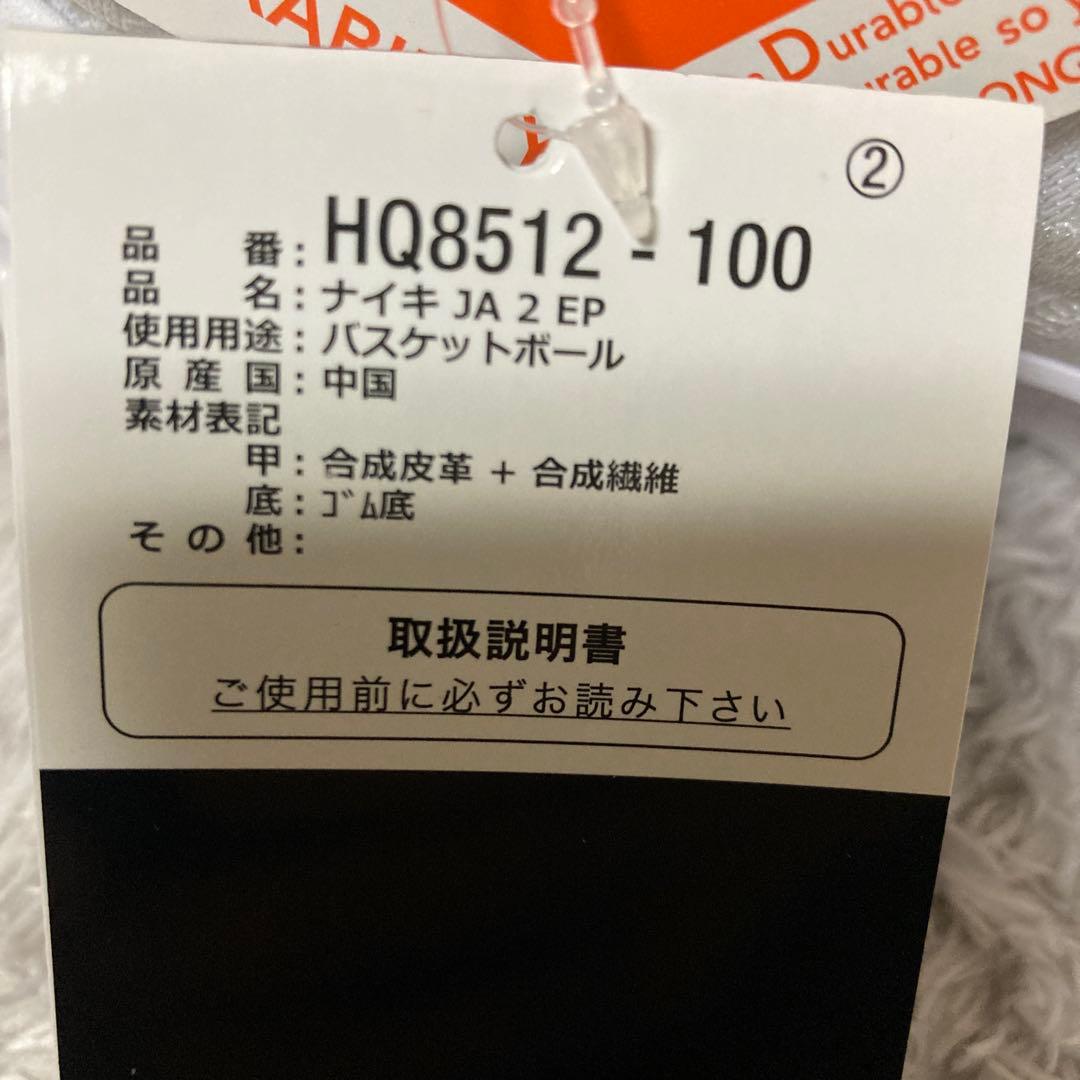 Durable
urable so y
ONG
②
品 番: HQ8512 - 100
品 名: ナイキ JA 2 EP
使用用途: バスケットボール
原産国: 中国
素材表記
甲: 合成皮革 + 合成繊維
底: ゴム底
その他:
取扱説明書
ご使用前に必ずお読み下さい